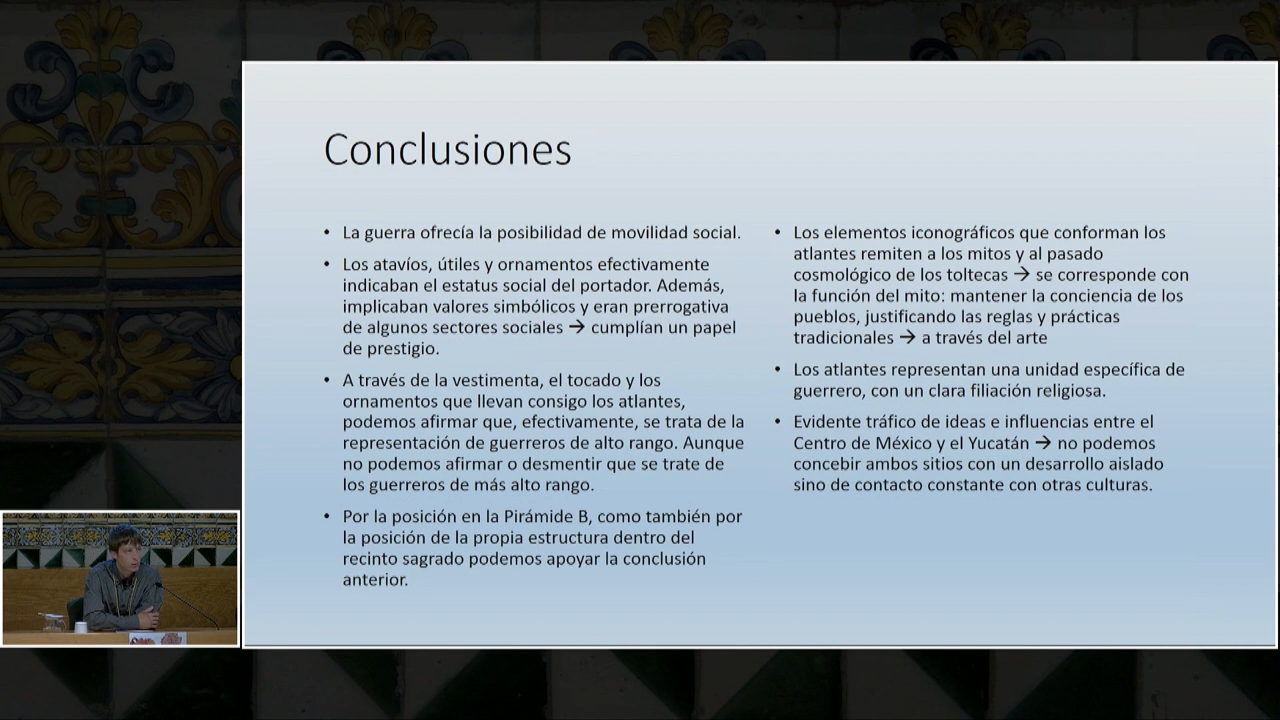 Conclusiones
• La guerra ofrecía la posibilidad de movilidad social.
• Los atavíos, útiles y ornamentos efectivamente
indicaban el estatus social del portador. Además,
implicaban valores simbólicos y eran prerrogativa
de algunos sectores sociales → cumplían un papel
de prestigio.
• A través de la vestimenta, el tocado y los
ornamentos que llevan consigo los atlantes,
podemos afirmar que, efectivamente, se trata de la
representación de guerreros de alto rango. Aunque
no podemos afirmar o desmentir que se trate de
los guerreros de más alto rango.
• Por la posición en la Pirámide B, como también por
la posición de la propia estructura dentro del
recinto sagrado podemos apoyar la conclusión
anterior.
• Los elementos iconográficos que conforman los
atlantes remiten a los mitos y al pasado
cosmológico de los toltecas → se corresponde con
la función del mito: mantener la conciencia de los
pueblos, justificando las reglas y prácticas
tradicionales → a través del arte
• Los atlantes representan una unidad específica de
guerrero, con un clara filiación religiosa.
• Evidente tráfico de ideas e influencias entre el
Centro de México y el Yucatán → no podemos
concebir ambos sitios con un desarrollo aislado
sino de contacto constante con otras culturas.